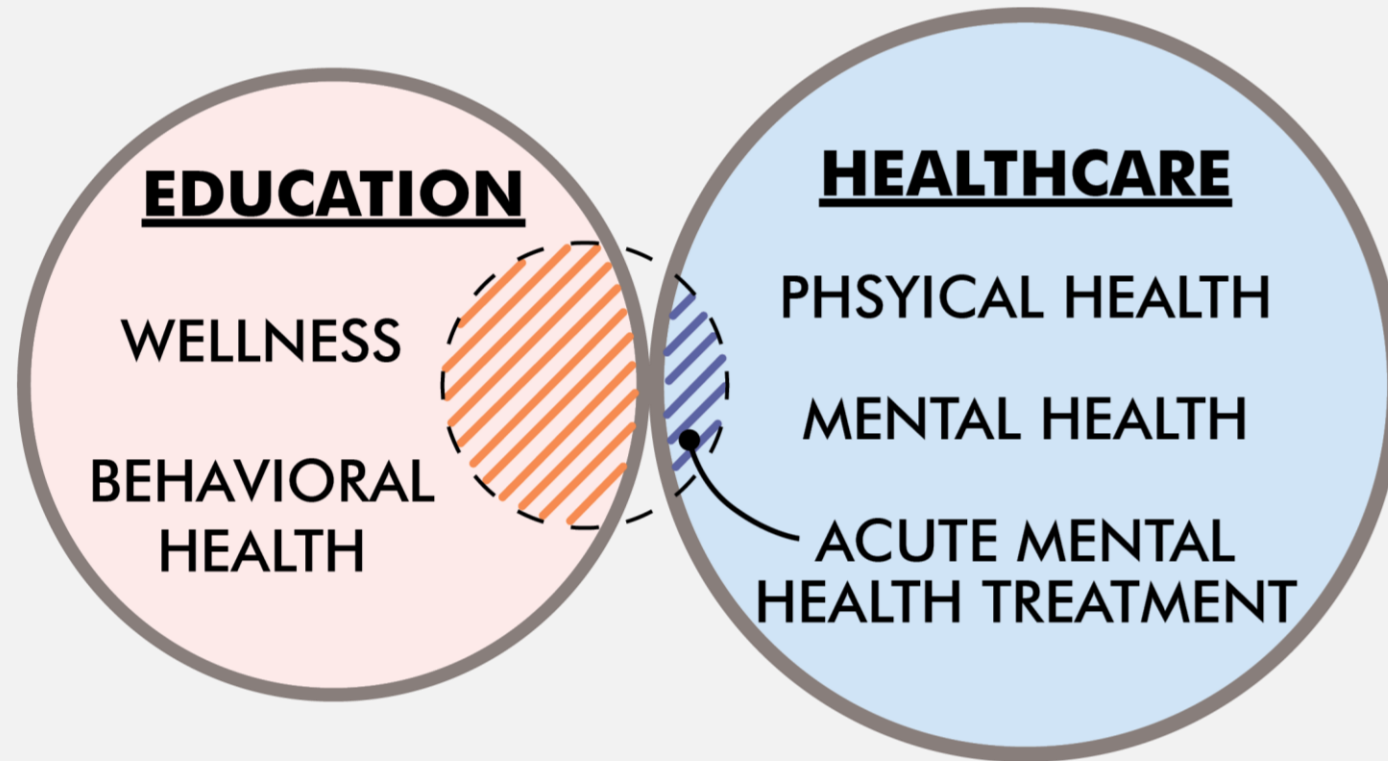 EDUCATION
WELLNESS
BEHAVIORAL
HEALTH
HEALTHCARE
PHSYICAL HEALTH
MENTAL HEALTH
ACUTE MENTAL
HEALTH TREATMENT